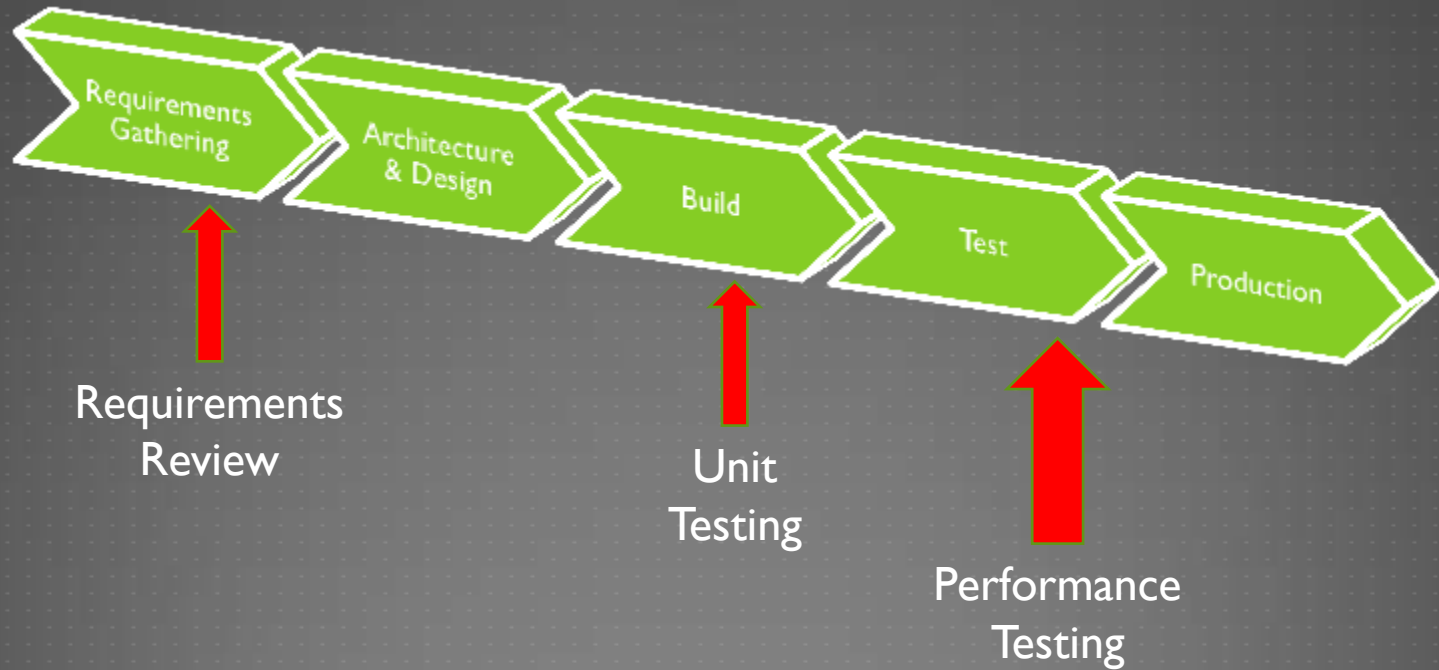 Requirements
Gathering
Architecture
& Design
Build
Test
Production
Requirements
Review
Unit
Testing
Performance
Testing